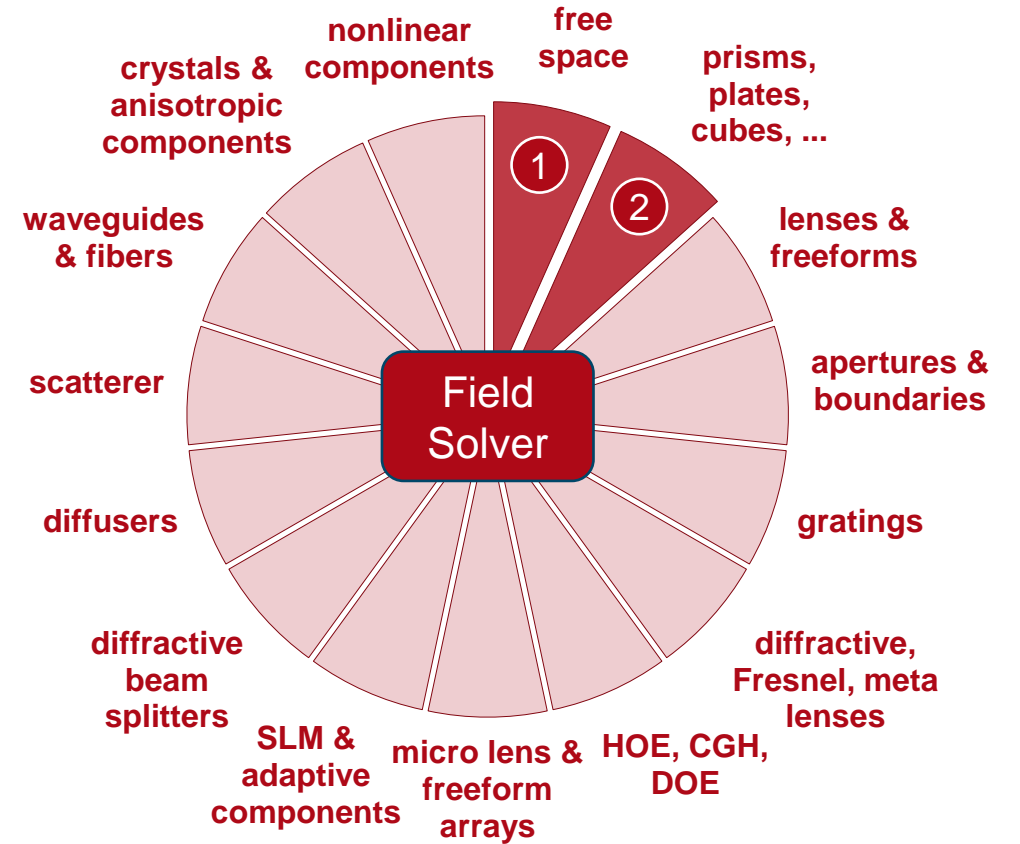 free
space
prisms,
plates,
cubes, ...
lenses &
freeforms
apertures &
boundaries
gratings
diffractive,
Fresnel, meta
lenses
HOE, CGH,
DOE
micro lens &
freeform
arrays
SLM &
adaptive
components
diffractive
beam
splitters
diffusers
scatterer
waveguides
& fibers
crystals &
anisotropic
components
nonlinear
components
1
2
Field
Solver